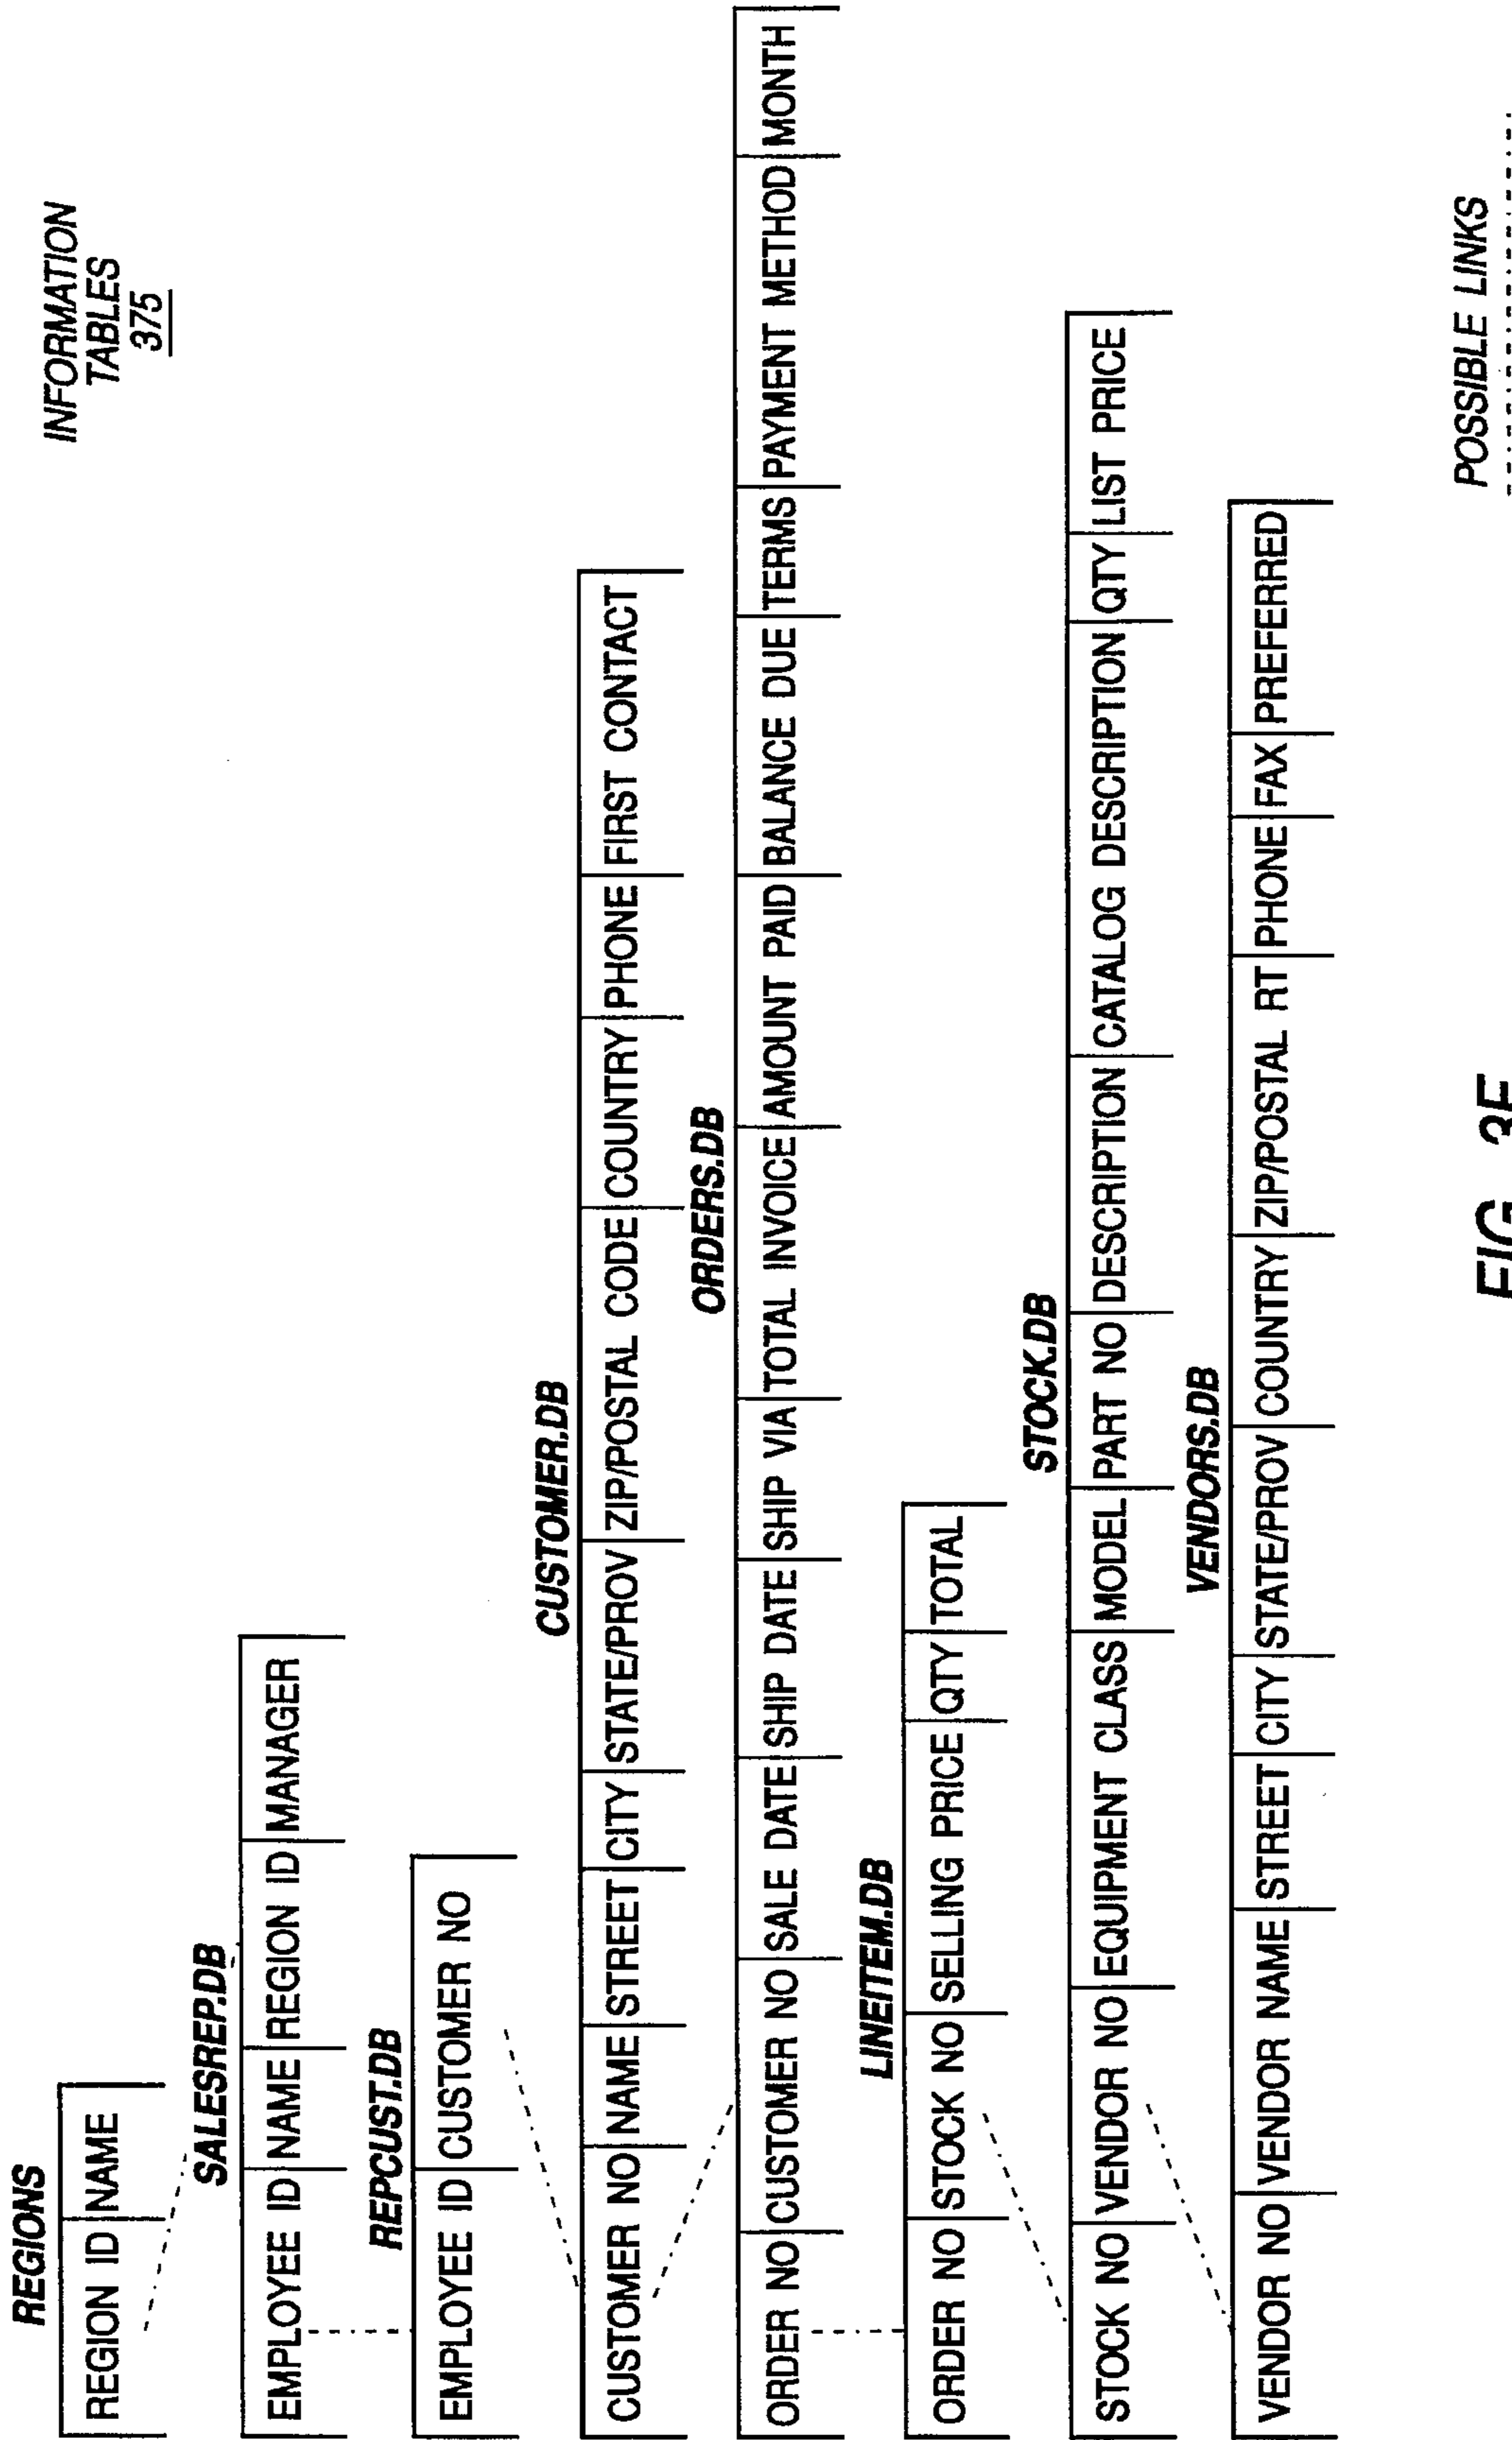 INFORMATION
TABLES
375
REGIONS
REGION ID NAME
SALESREP.DB
EMPLOYEE ID NAME REGION ID MANAGER
REPCUST.DB
EMPLOYEE ID CUSTOMER NO
CUSTOMER.DB
CUSTOMER NO NAME STREET CITY STATE/PROV ZIP/POSTAL CODE COUNTRY PHONE FIRST CONTACT
ORDERS.DB
ORDER NO CUSTOMER NO SALE DATE SHIP DATE SHIP VIA TOTAL INVOICE AMOUNT PAID BALANCE DUE TERMS PAYMENT METHOD MONTH
LINEITEM.DB
ORDER NO STOCK NO SELLING PRICE QTY TOTAL
STOCK.DB
STOCK NO VENDOR NO EQUIPMENT CLASS MODEL PART NO DESCRIPTION CATALOG DESCRIPTION QTY LIST PRICE
VENDORS.DB
VENDOR NO VENDOR NAME STREET CITY STATE/PROV COUNTRY ZIP/POSTAL RT PHONE FAX PREFERRED
POSSIBLE LINKS
FIG.